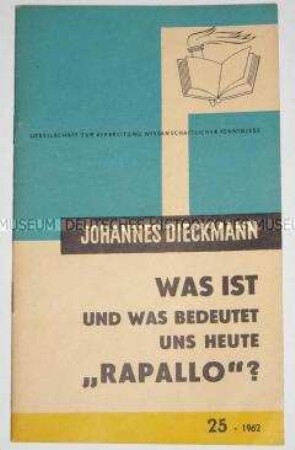 GESELLSCHAFT ZUR VERBREITUNG WISSENSCHAFTLICHER KENNTNISSE
JOHANNES DIECKMANN
WAS IST
UND WAS BEDEUTET
UNS HEUTE
„RAPALLO“?
25 - 1962